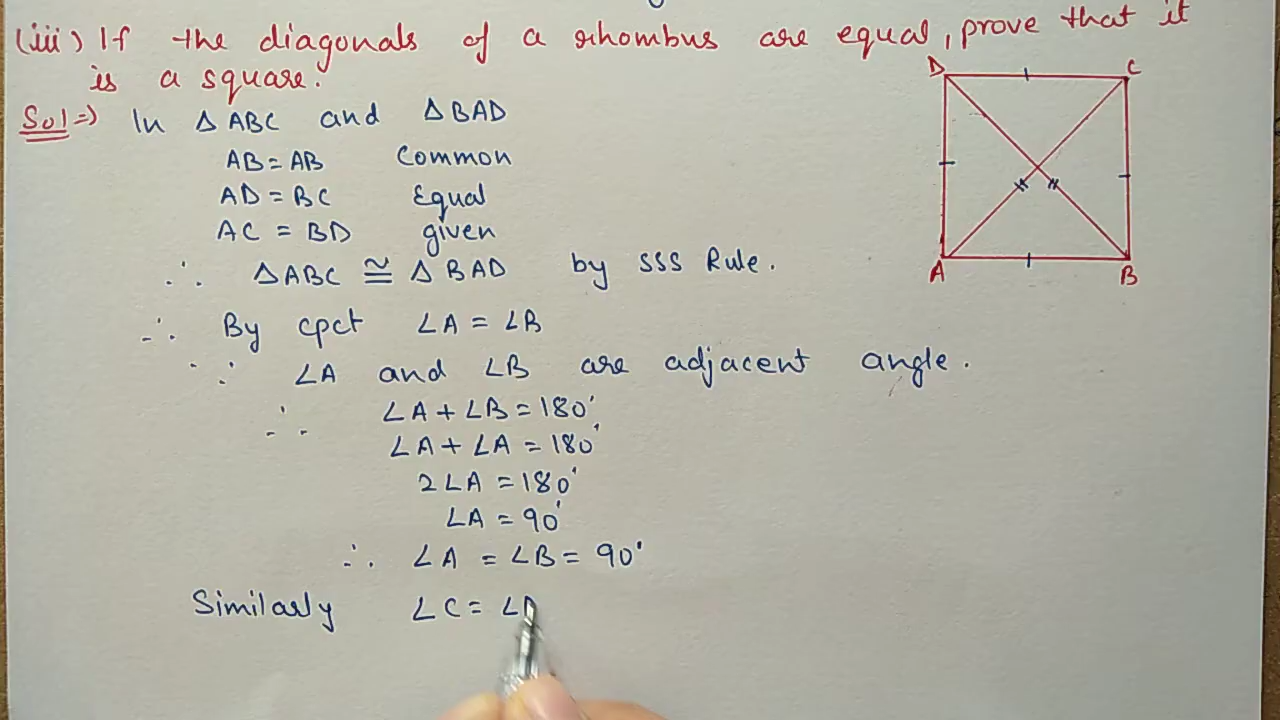 (iii) If the diagonals of a rhombus are equal, prove that it
is a square.
Sol ⇒ In Δ ABC and Δ BAD
AB = AB Common
AD = BC Equal
AC = BD given
∴ ΔABC ≅ Δ BAD by SSS Rule.
∴ By cpct ∠A = ∠B
∵ ∠A and ∠B are adjacent angle.
∴ ∠A + ∠B = 180°
∠A + ∠A = 180°
2∠A = 180°
∠A = 90°
∴ ∠A = ∠B = 90°
Similarly ∠C = ∠
D C
A B